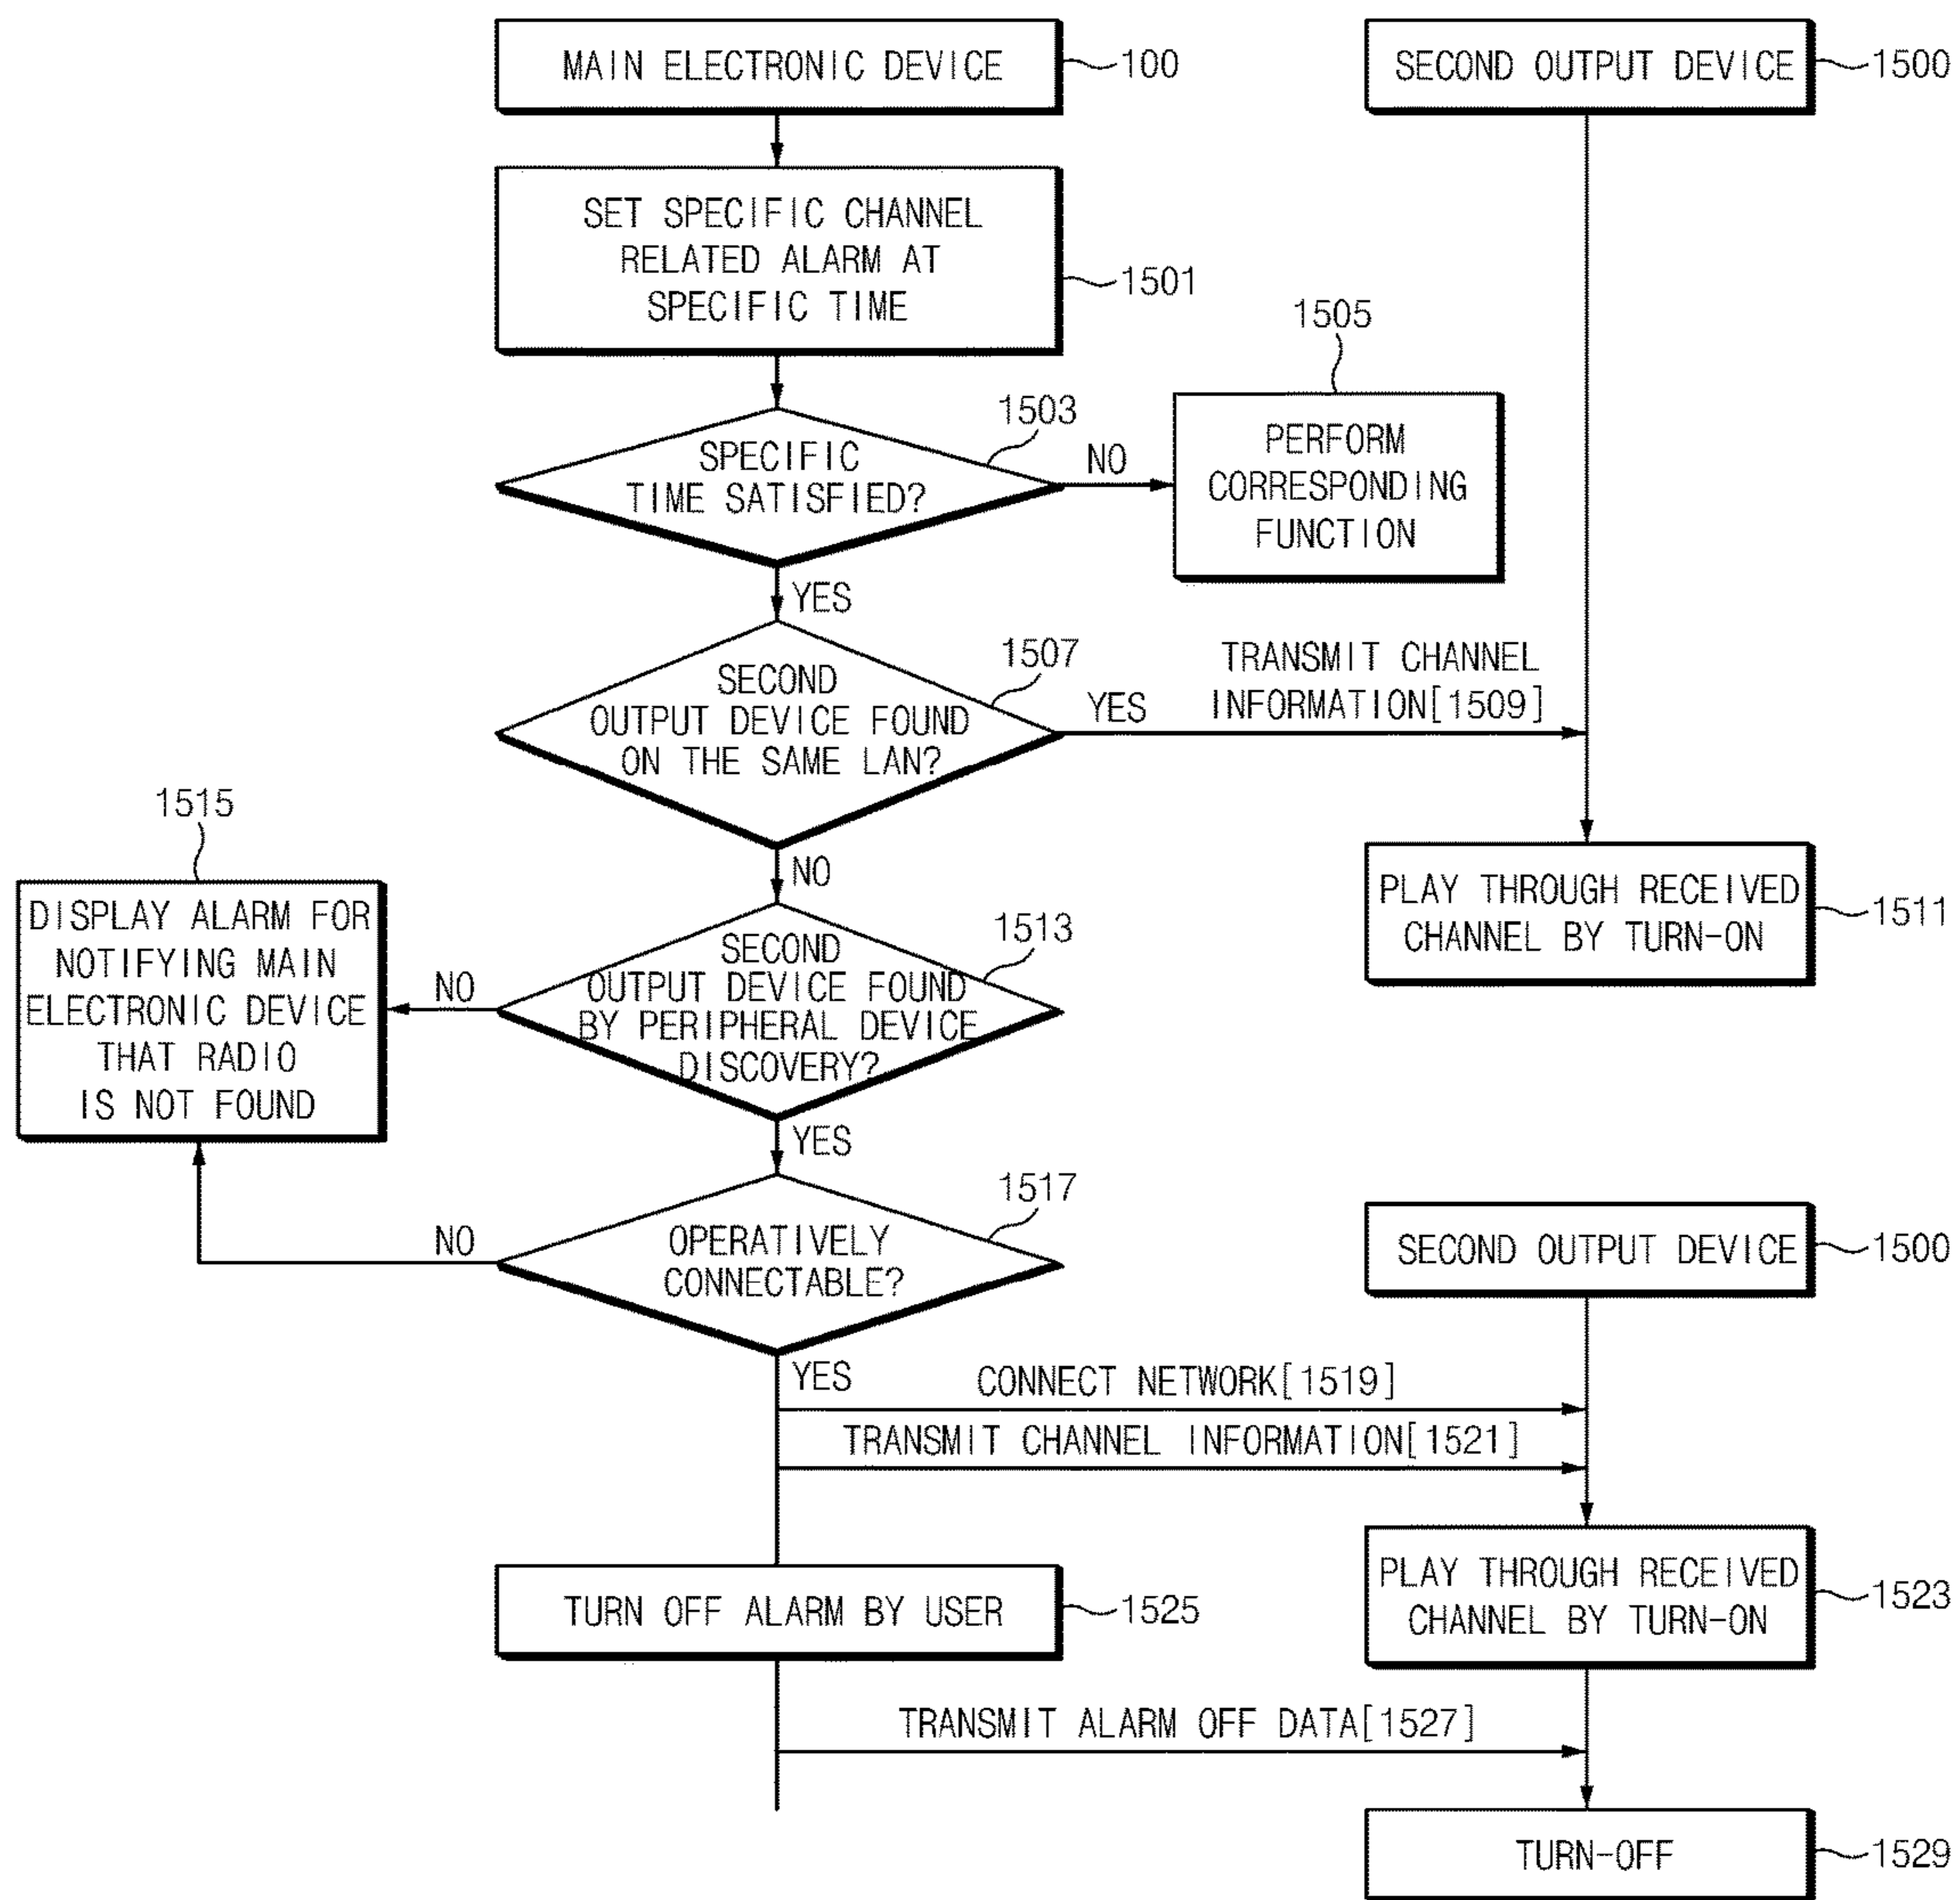 MAIN ELECTRONIC DEVICE
100
SECOND OUTPUT DEVICE
1500
SET SPECIFIC CHANNEL
RELATED ALARM AT
SPECIFIC TIME
1501
1505
1503
SPECIFIC
TIME SATISFIED?
NO
PERFORM
CORRESPONDING
FUNCTION
YES
1507
SECOND
OUTPUT DEVICE FOUND
ON THE SAME LAN?
YES
TRANSMIT CHANNEL
INFORMATION[1509]
NO
1515
DISPLAY ALARM FOR
NOTIFYING MAIN
ELECTRONIC DEVICE
THAT RADIO
IS NOT FOUND
PLAY THROUGH RECEIVED
CHANNEL BY TURN-ON
1511
1513
SECOND
OUTPUT DEVICE FOUND
BY PERIPHERAL DEVICE
DISCOVERY?
NO
YES
1517
OPERATIVELY
CONNECTABLE?
NO
SECOND OUTPUT DEVICE
1500
YES
CONNECT NETWORK[1519]
TRANSMIT CHANNEL INFORMATION[1521]
TURN OFF ALARM BY USER
1525
PLAY THROUGH RECEIVED
CHANNEL BY TURN-ON
1523
TRANSMIT ALARM OFF DATA[1527]
TURN-OFF
1529